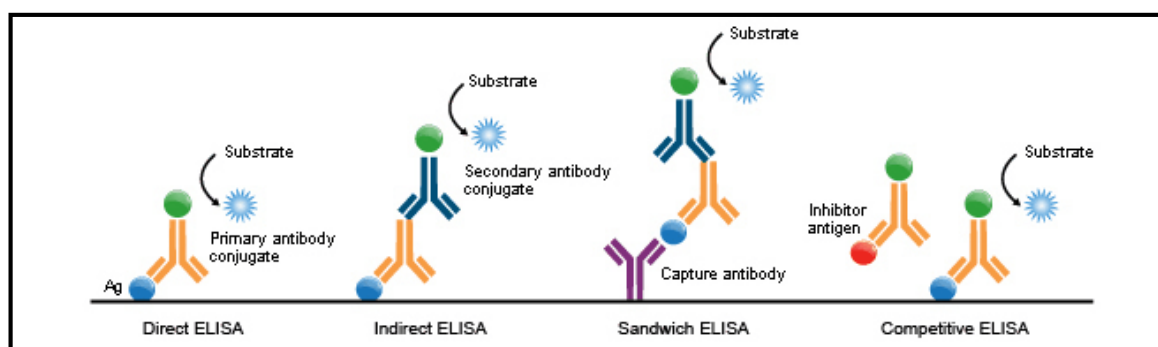 Substrate
Primary antibody
conjugate
Ag
Direct ELISA
Substrate
Secondary antibody
conjugate
Indirect ELISA
Substrate
Capture antibody
Sandwich ELISA
Inhibitor
antigen
Substrate
Competitive ELISA